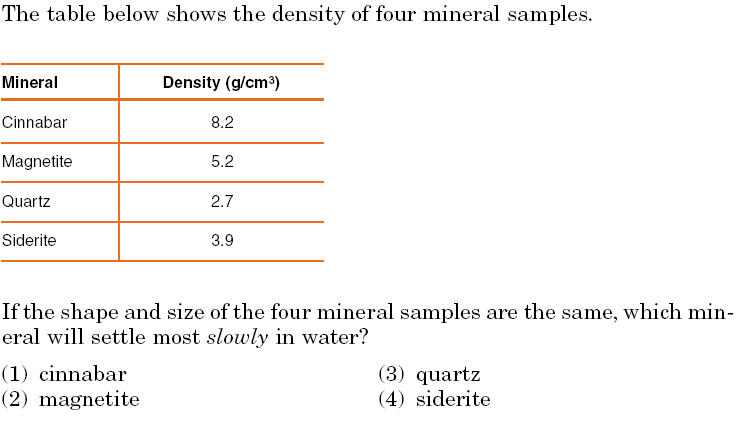 The table below shows the density of four mineral samples.
Mineral Density (g/cm³)
Cinnabar 8.2
Magnetite 5.2
Quartz 2.7
Siderite 3.9
If the shape and size of the four mineral samples are the same, which min-
eral will settle most slowly in water?
(1) cinnabar (3) quartz
(2) magnetite (4) siderite